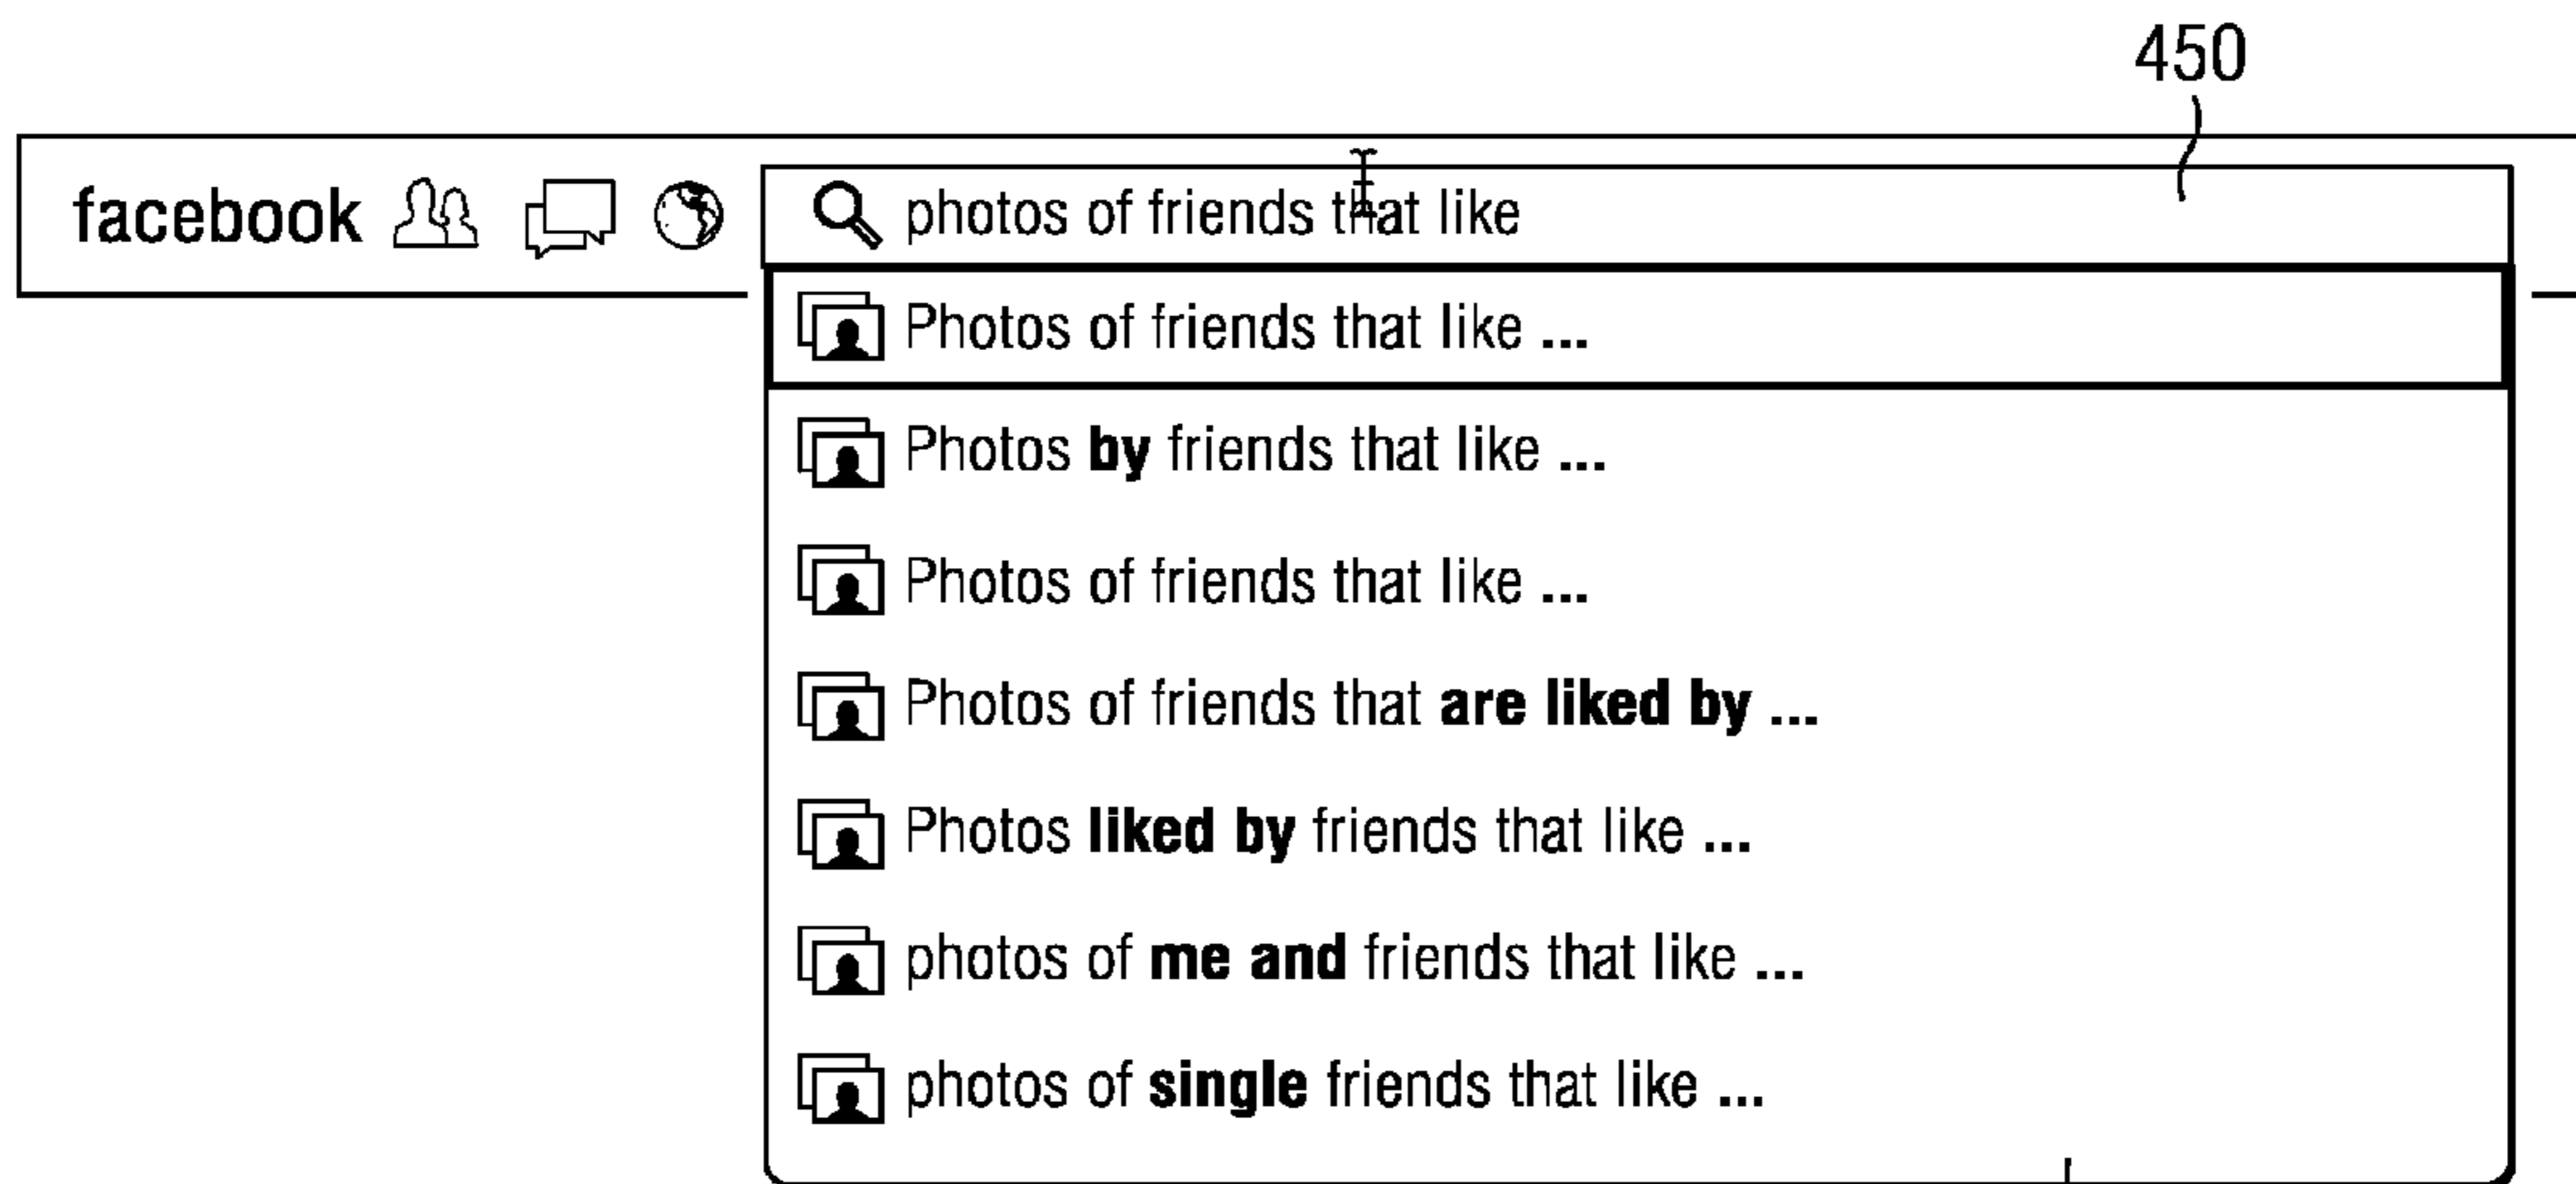 450
facebook photos of friends that like
Photos of friends that like ...
Photos by friends that like ...
Photos of friends that like ...
Photos of friends that are liked by ...
Photos liked by friends that like ...
photos of me and friends that like ...
photos of single friends that like ...